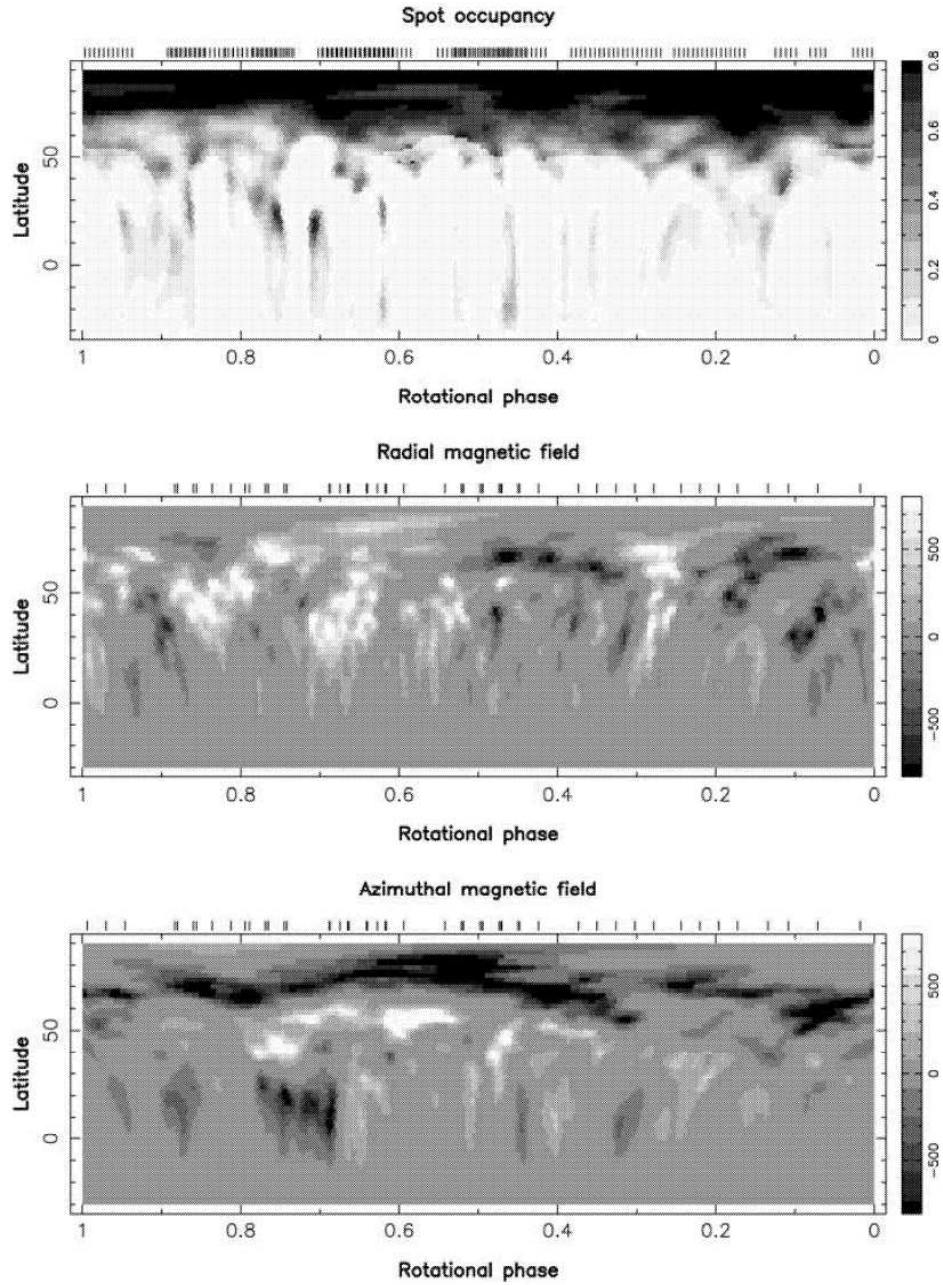 Spot occupancy
Latitude
50
0
1 0.8 0.6 0.4 0.2 0
Rotational phase
0 0.2 0.4 0.6 0.8
Radial magnetic field
Latitude
50
0
1 0.8 0.6 0.4 0.2 0
Rotational phase
−500 0 500
Azimuthal magnetic field
Latitude
50
0
1 0.8 0.6 0.4 0.2 0
Rotational phase
−500 0 500